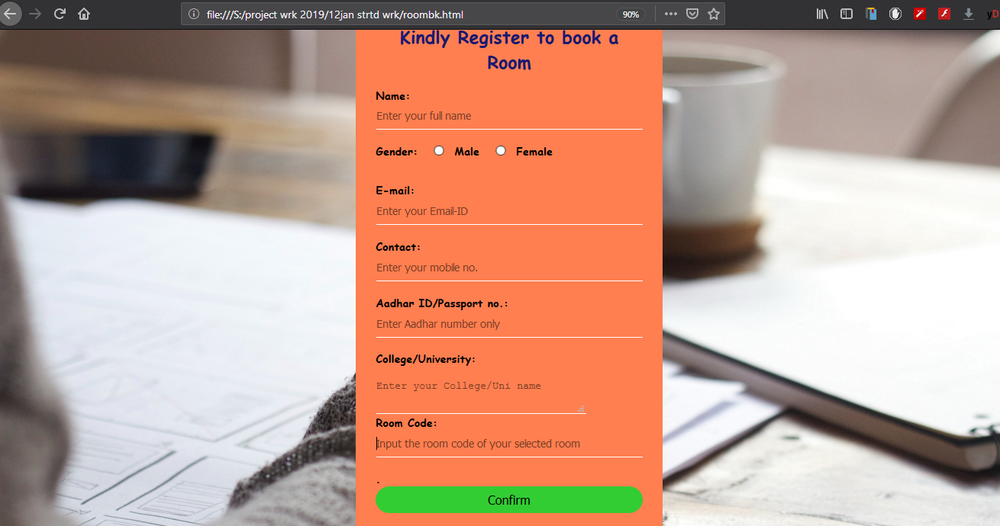 file:///S:/project wrk 2019/12jan strtd wrk/roombk.html
90%
Kindly Register to book a
Room
Name:
Enter your full name
Gender: Male Female
E-mail:
Enter your Email-ID
Contact:
Enter your mobile no.
Aadhar ID/Passport no.:
Enter Aadhar number only
College/University:
Enter your College/Uni name
Room Code:
Input the room code of your selected room
.
Confirm